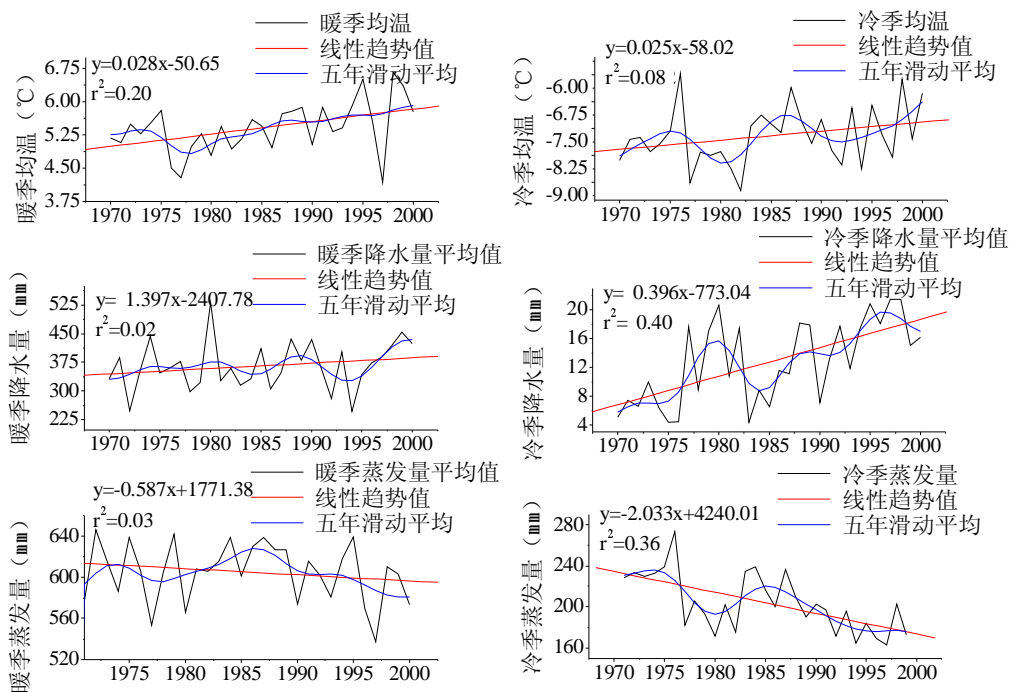 暖季均温
线性趋势值
五年滑动平均
y=0.028x-50.65
r²=0.20
暖季均温（℃）
6.75
6.00
5.25
4.50
3.75
1970 1975 1980 1985 1990 1995 2000
冷季均温
线性趋势值
五年滑动平均
y=0.025x-58.02
r²=0.08
冷季均温（℃）
-6.00
-6.75
-7.50
-8.25
-9.00
1970 1975 1980 1985 1990 1995 2000
暖季降水量平均值
线性趋势值
五年滑动平均
y= 1.397x-2407.78
r²=0.02
暖季降水量（mm）
525
450
375
300
225
1970 1975 1980 1985 1990 1995 2000
冷季降水量平均值
线性趋势值
五年滑动平均
y= 0.396x-773.04
r²= 0.40
冷季降水量（mm）
20
16
12
8
4
1970 1975 1980 1985 1990 1995 2000
暖季蒸发量平均值
线性趋势值
五年滑动平均
y=-0.587x+1771.38
r²=0.03
暖季蒸发量（mm）
640
600
560
520
1975 1980 1985 1990 1995 2000
冷季蒸发量
线性趋势值
五年滑动平均
y=-2.033x+4240.01
r²=0.36
冷季蒸发量（mm）
280
240
200
160
1970 1975 1980 1985 1990 1995 2000